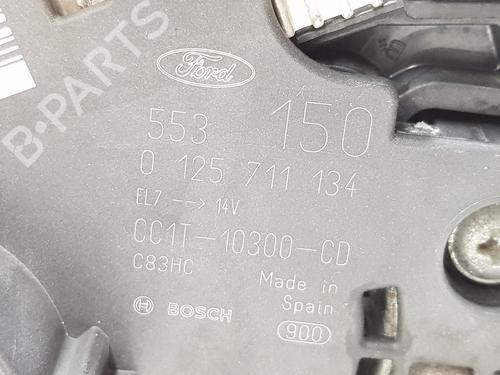 Ford
553 150
0 125 711 134
EL7 --> 14V
CC1T-10300-CD
C83HC
Made in
Spain
BOSCH
900
B-PARTS